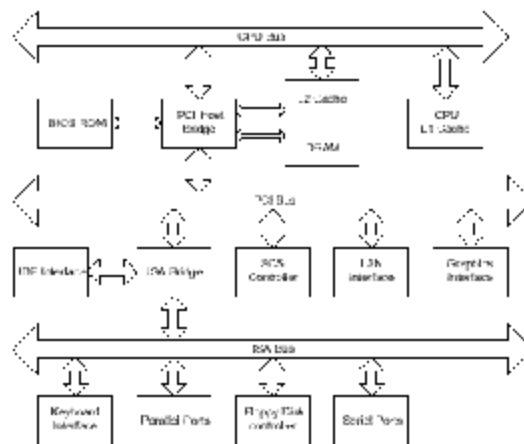 CPU Bus
L2 Cache
BIOS ROM
PCI Host
Bridge
CPU
L1 Cache
DRAM
PCI Bus
IDE Interface
ISA Bridge
SCSI
Controller
LAN
Interface
Graphics
Interface
ISA Bus
Keyboard
Interface
Parallel Ports
Floppy Disk
controller
Serial Ports